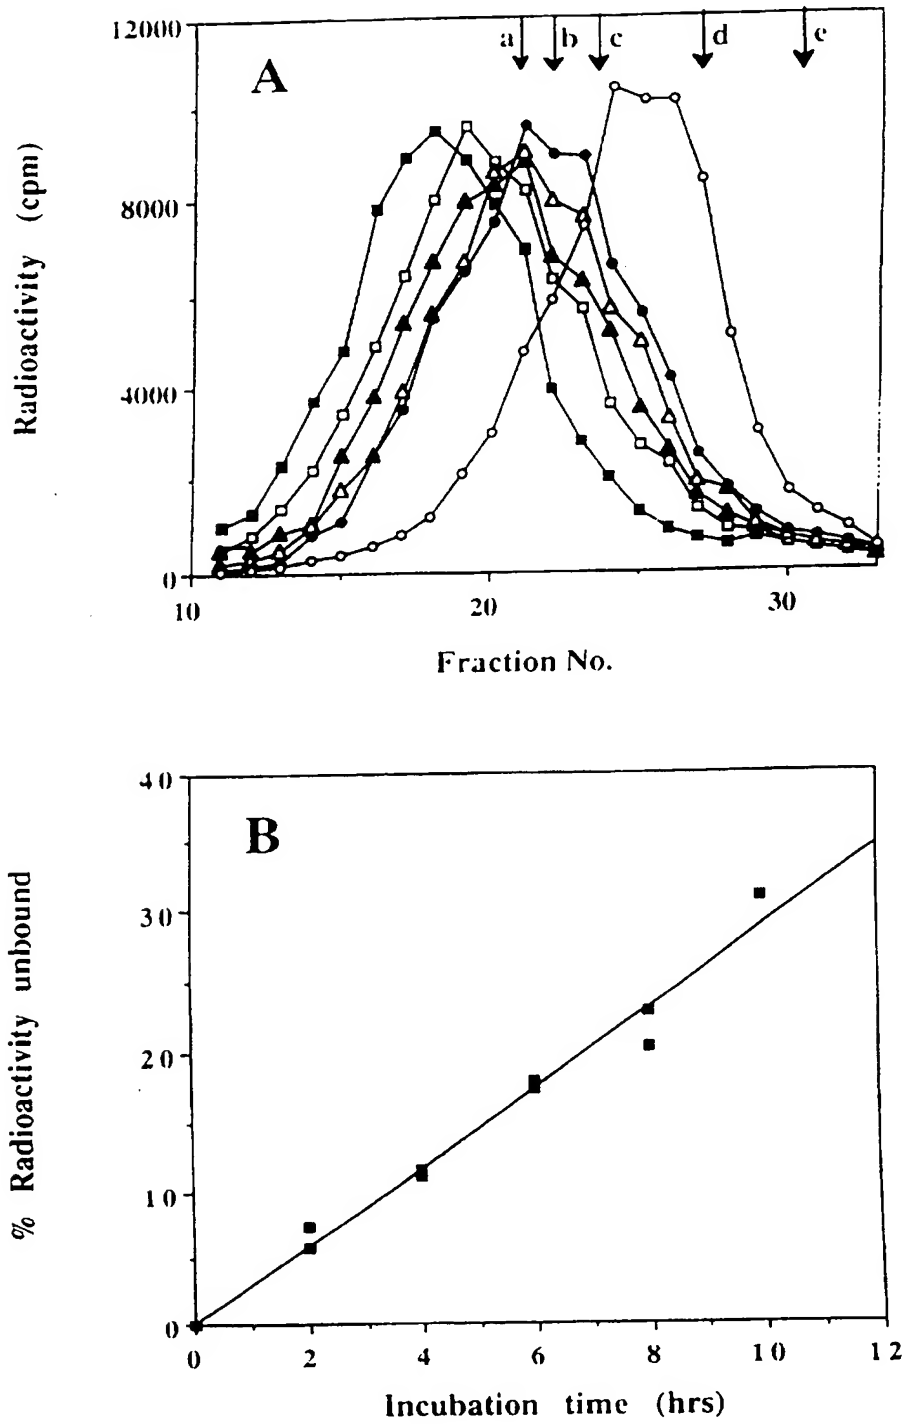 12000
8000
4000
0
A
a
b
c
d
e
10
20
30
Radioactivity (cpm)
Fraction No.
40
30
20
10
0
B
% Radioactivity unbound
0
2
4
6
8
10
12
Incubation time (hrs)